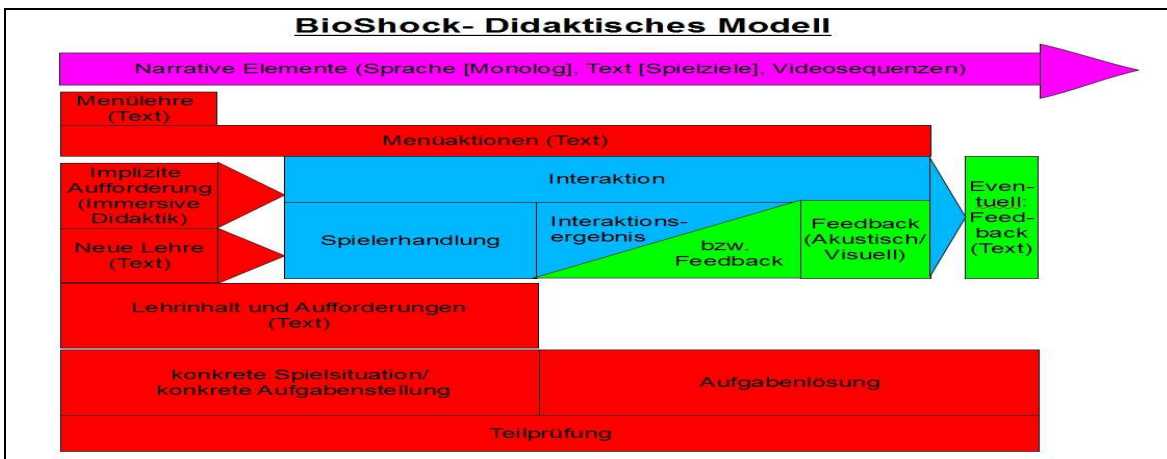 BioShock- Didaktisches Modell
Narrative Elemente (Sprache [Monolog], Text [Spielziele], Videosequenzen)
Menülehre
(Text)
Menüaktionen (Text)
Implizite
Aufforderung
(Immersive
Didaktik)
Neue Lehre
(Text)
Interaktion
Spielerhandlung
Interaktions-
ergebnis
bzw.
Feedback
Feedback
(Akustisch/
Visuell)
Even-
tuell:
Feed-
back
(Text)
Lehrinhalt und Aufforderungen
(Text)
konkrete Spielsituation/
konkrete Aufgabenstellung
Aufgabenlösung
Teilprüfung